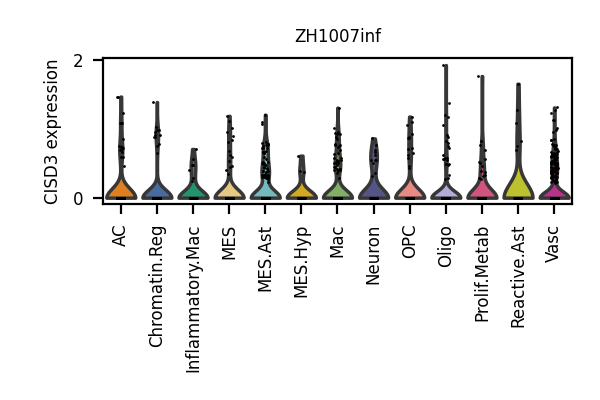 ZH1007inf
CISD3 expression
2
0
AC
Chromatin.Reg
Inflammatory.Mac
MES
MES.Ast
MES.Hyp
Mac
Neuron
OPC
Oligo
Prolif.Metab
Reactive.Ast
Vasc